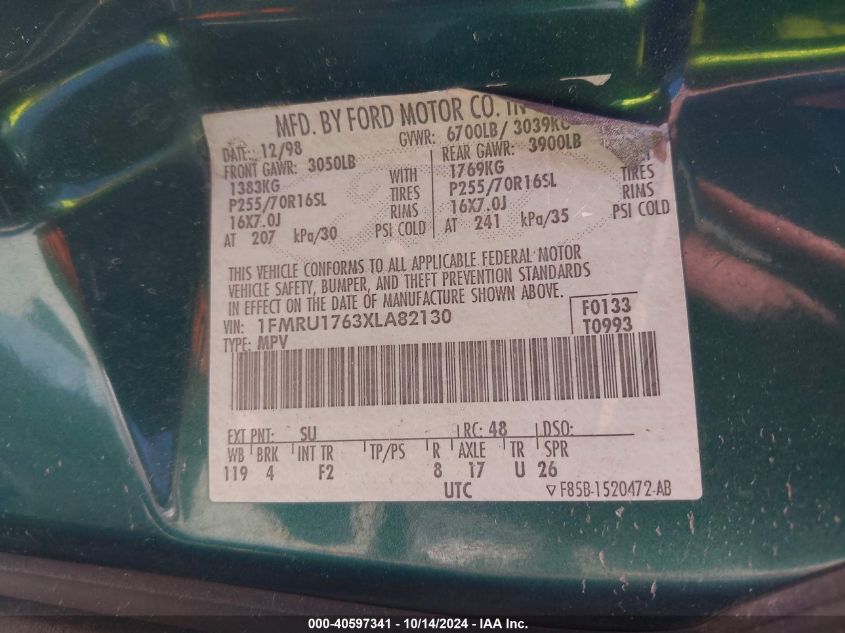 MFD. BY FORD MOTOR CO. IN
DATE: 12/98 GVWR: 6700LB/ 3039KG
FRONT GAWR: 3050LB REAR GAWR: 3900LB
1383KG WITH 1769KG WITH
P255/70R16SL TIRES P255/70R16SL TIRES
16X7.0J RIMS 16X7.0J RIMS
AT 207 kPa/30 PSI COLD AT 241 kPa/35 PSI COLD
THIS VEHICLE CONFORMS TO ALL APPLICABLE FEDERAL MOTOR
VEHICLE SAFETY, BUMPER, AND THEFT PREVENTION STANDARDS
IN EFFECT ON THE DATE OF MANUFACTURE SHOWN ABOVE.
VIN: 1FMRU1763XLA82130 F0133
TYPE: MPV T0993
EXT PNT: SU RC: 48 DSO:
WB BRK INT TR TP/PS R AXLE TR SPR
119 4 F2 8 17 U 26
UTC ▽F85B-1520472-AB
000-40597341 - 10/14/2024 - IAA Inc.